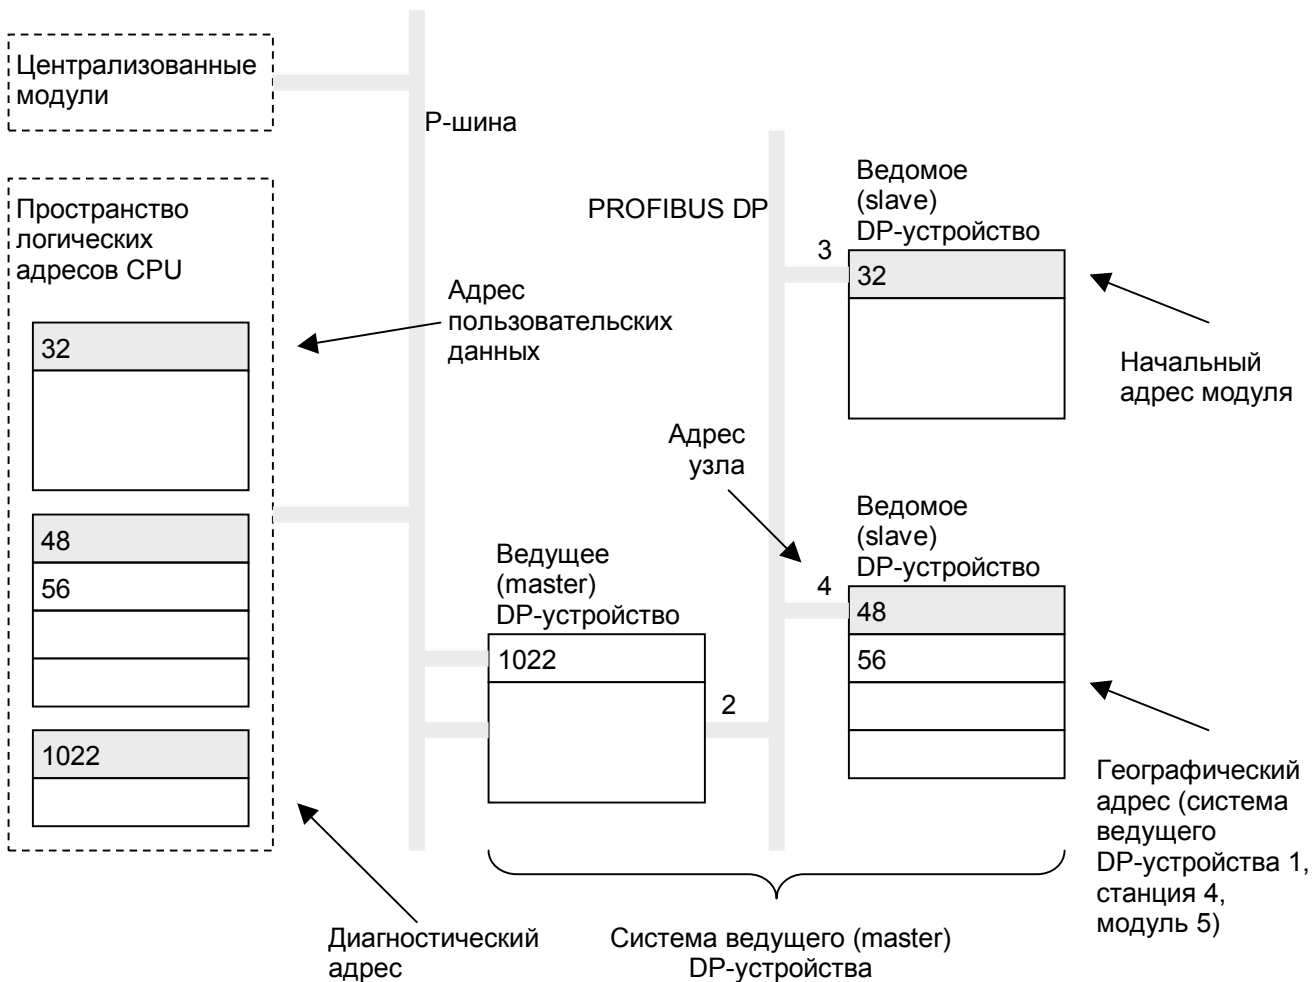 Централизованные
модули
P-шина
Пространство
логических
адресов CPU
32
48
56
1022
Адрес
пользовательских
данных
PROFIBUS DP
Ведомое
(slave)
DP-устройство
3
32
Начальный
адрес модуля
Адрес
узла
Ведомое
(slave)
DP-устройство
4
48
56
Ведущее
(master)
DP-устройство
1022
2
Географический
адрес (система
ведущего
DP-устройства 1,
станция 4,
модуль 5)
Диагностический
адрес
Система ведущего (master)
DP-устройства